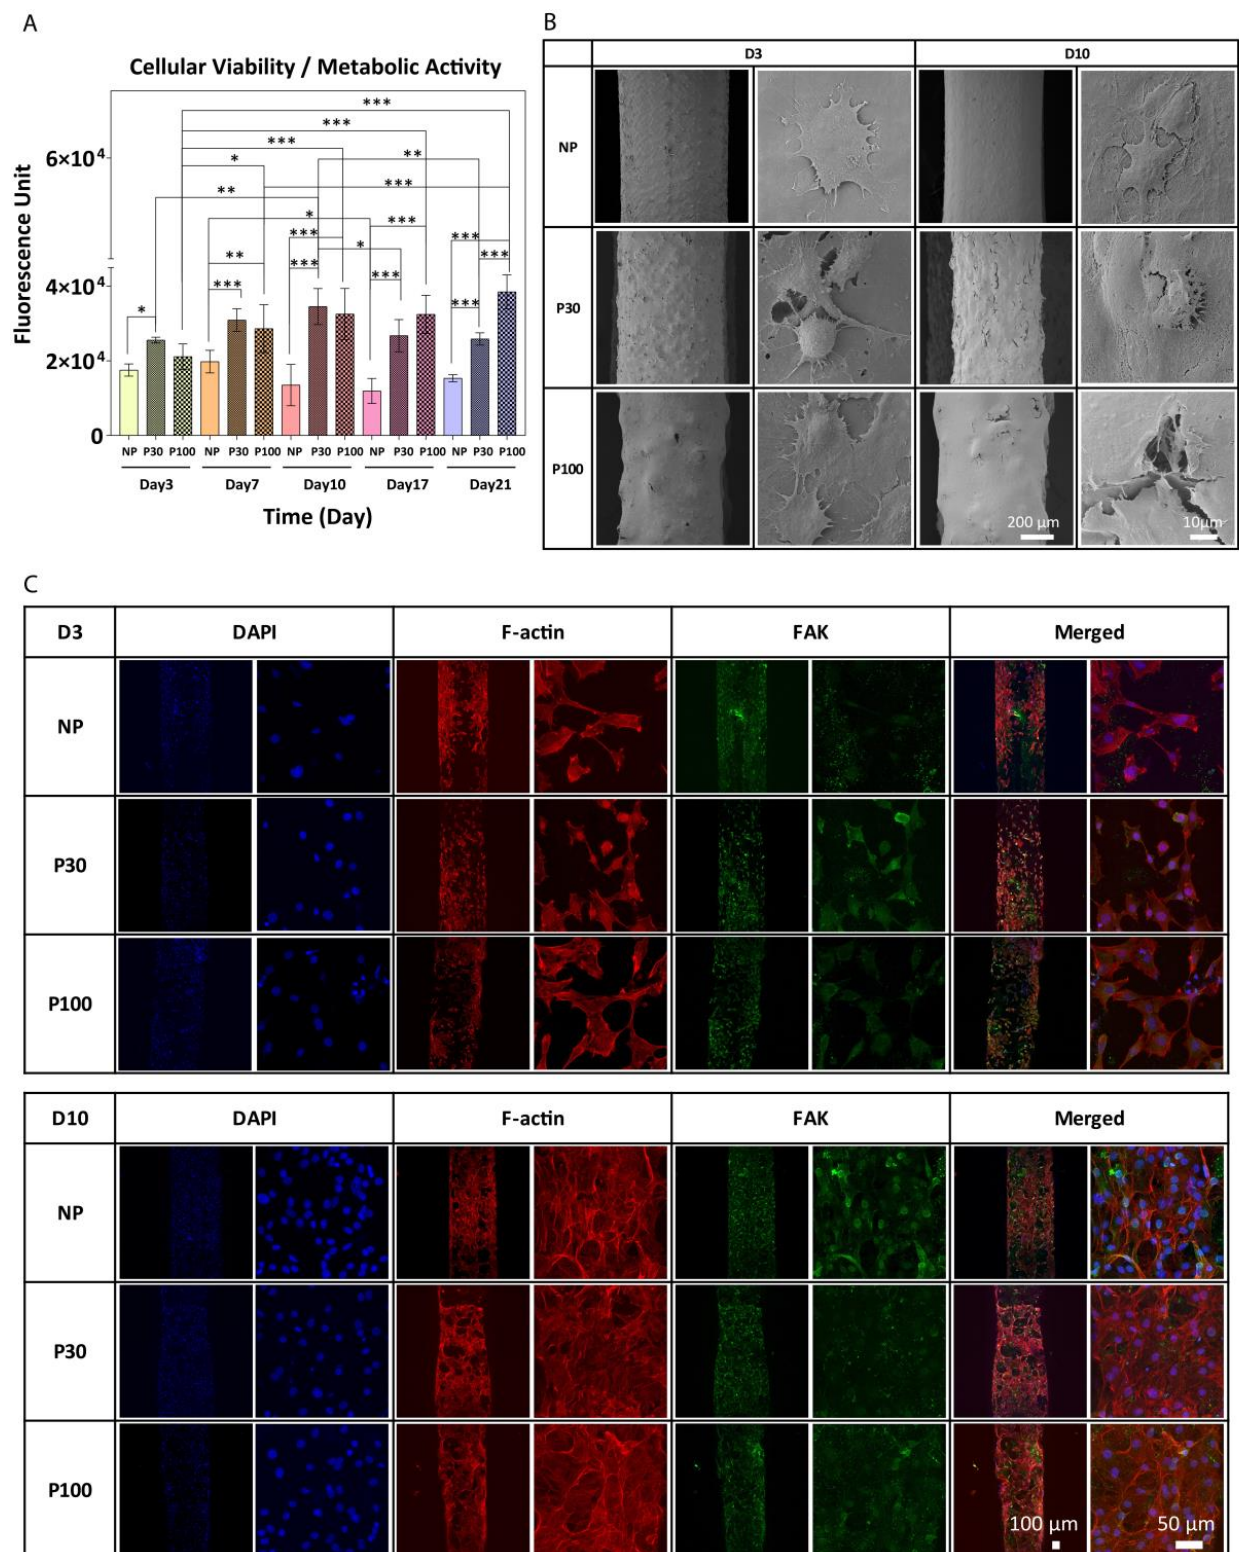 A
Cellular Viability / Metabolic Activity
Fluorescence Unit
6×10⁴
4×10⁴
2×10⁴
0
***
***
***
*
**
**
***
*
***
***
*
***
***
**
***
*
***
***
***
***
NP P30 P100 NP P30 P100 NP P30 P100 NP P30 P100 NP P30 P100
Day3 Day7 Day10 Day17 Day21
Time (Day)
B
D3 D10
NP
P30
P100
200 µm
10µm
C
D3 DAPI F-actin FAK Merged
NP
P30
P100
D10 DAPI F-actin FAK Merged
NP
P30
P100
100 µm
50 µm